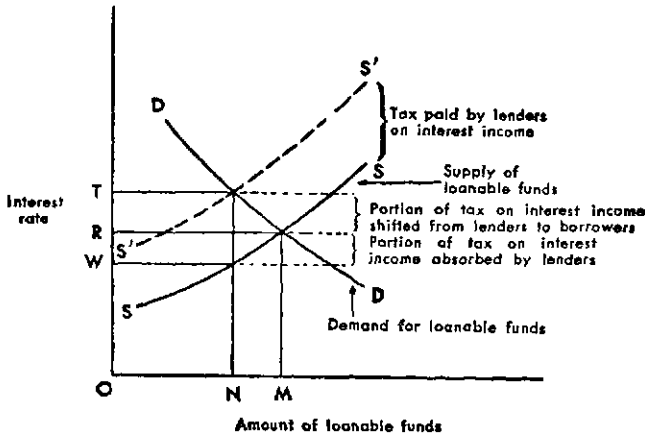 S'
D
Tax paid by lenders
on interest income
S
Supply of
loanable funds
T
Interest
rate
Portion of tax on interest income
shifted from lenders to borrowers
R
Portion of tax on interest
income absorbed by lenders
S'
W
S
D
Demand for loanable funds
O
N
M
Amount of loanable funds